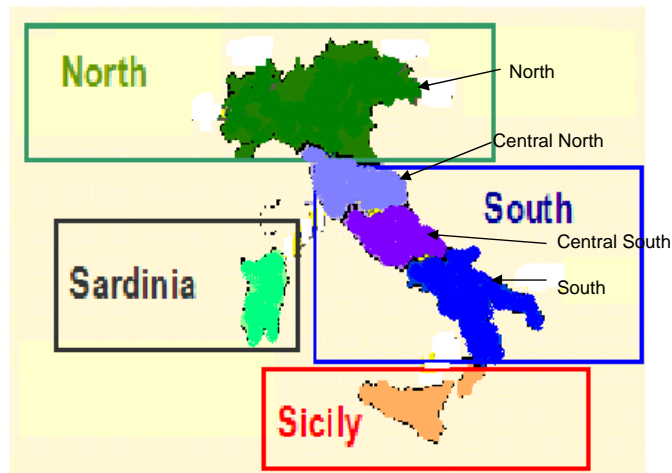 North
North
Central North
South
Central South
Sardinia
South
Sicily